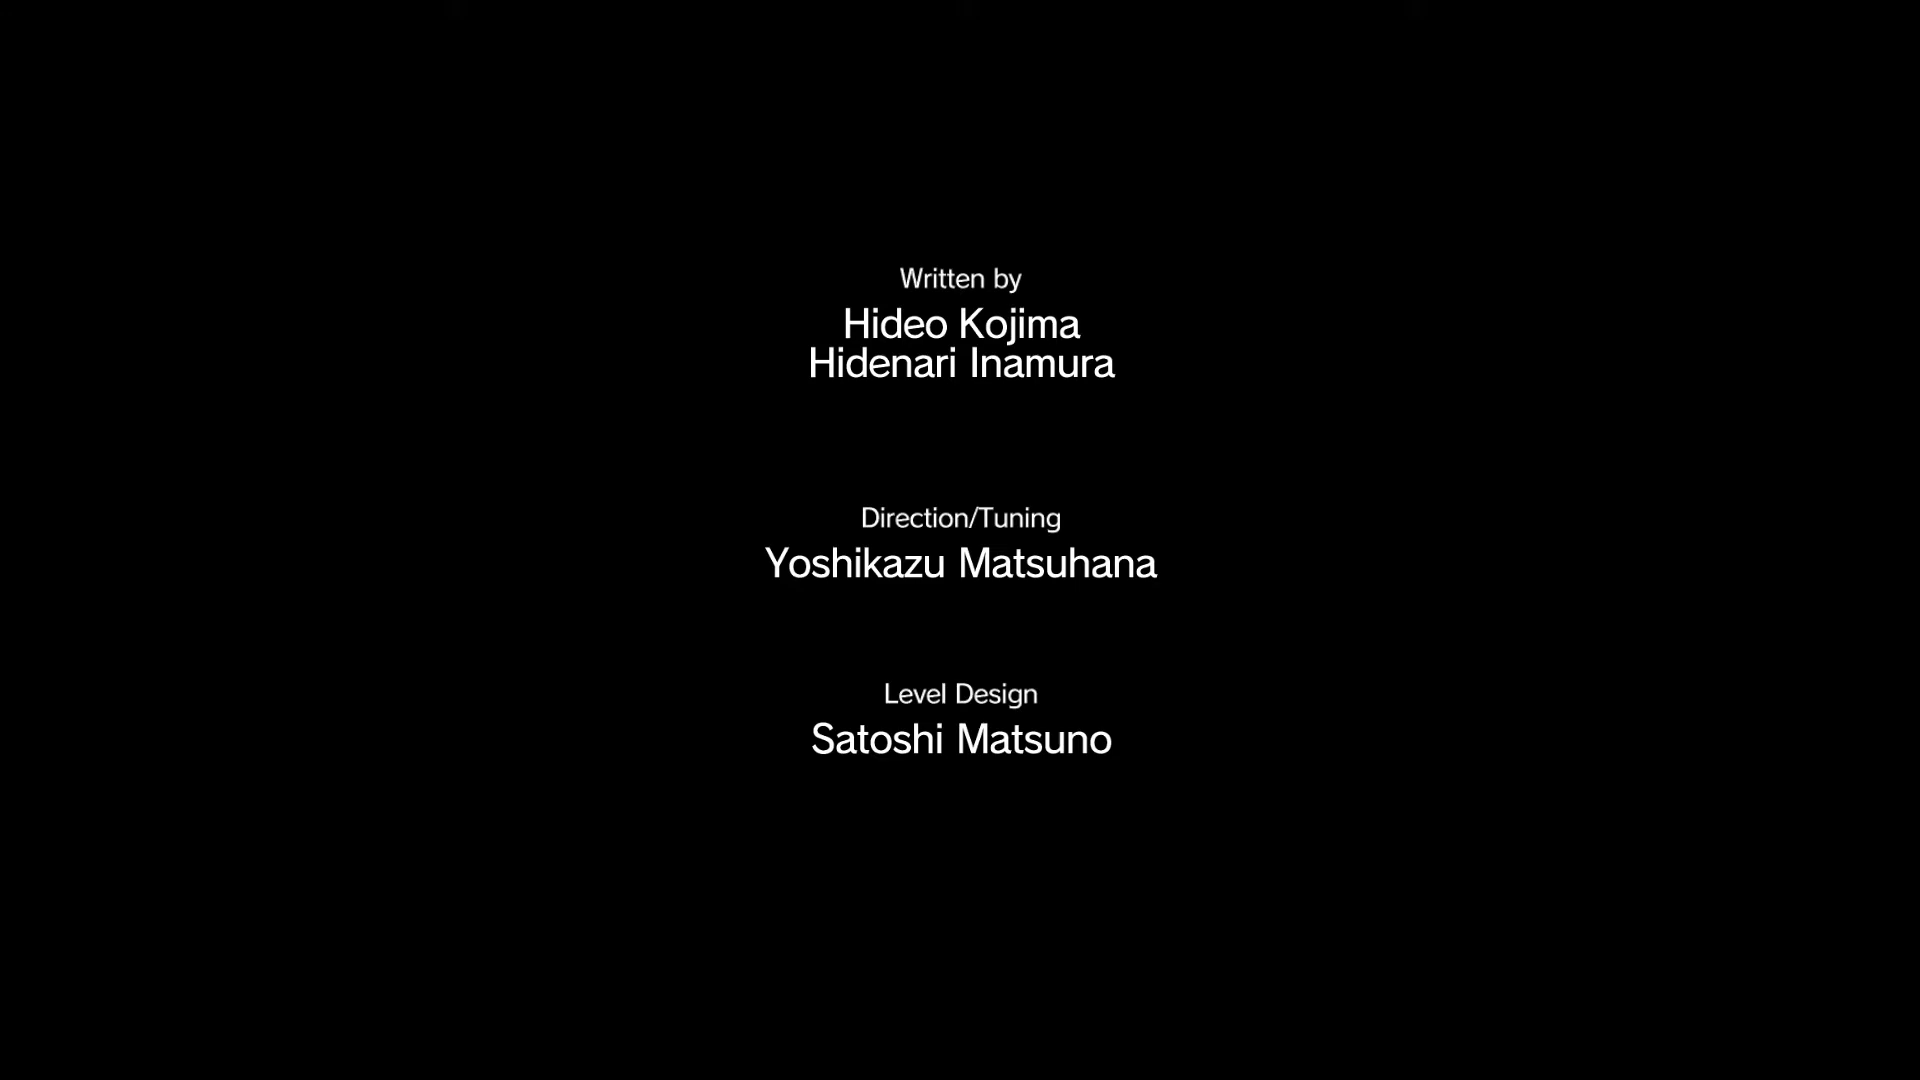 Written by
Hideo Kojima
Hidenari Inamura
Direction/Tuning
Yoshikazu Matsuhana
Level Design
Satoshi Matsuno